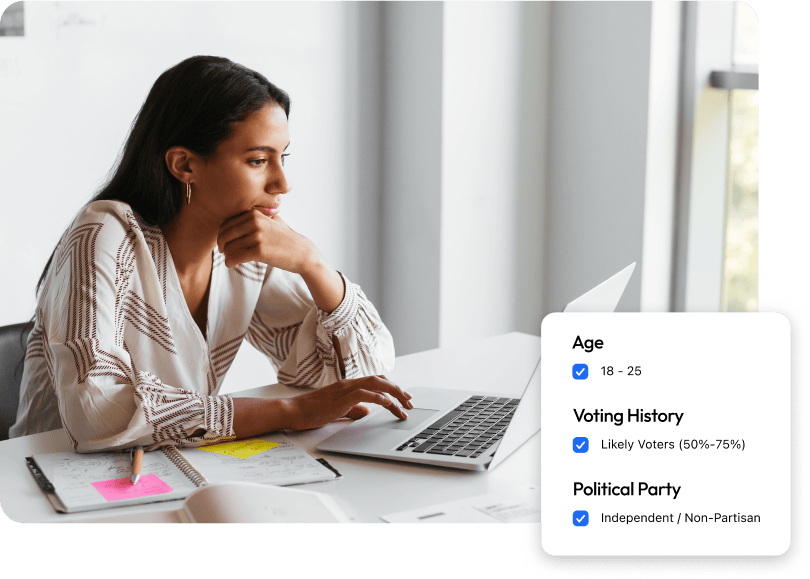 Age
18 - 25
Voting History
Likely Voters (50%-75%)
Political Party
Independent / Non-Partisan